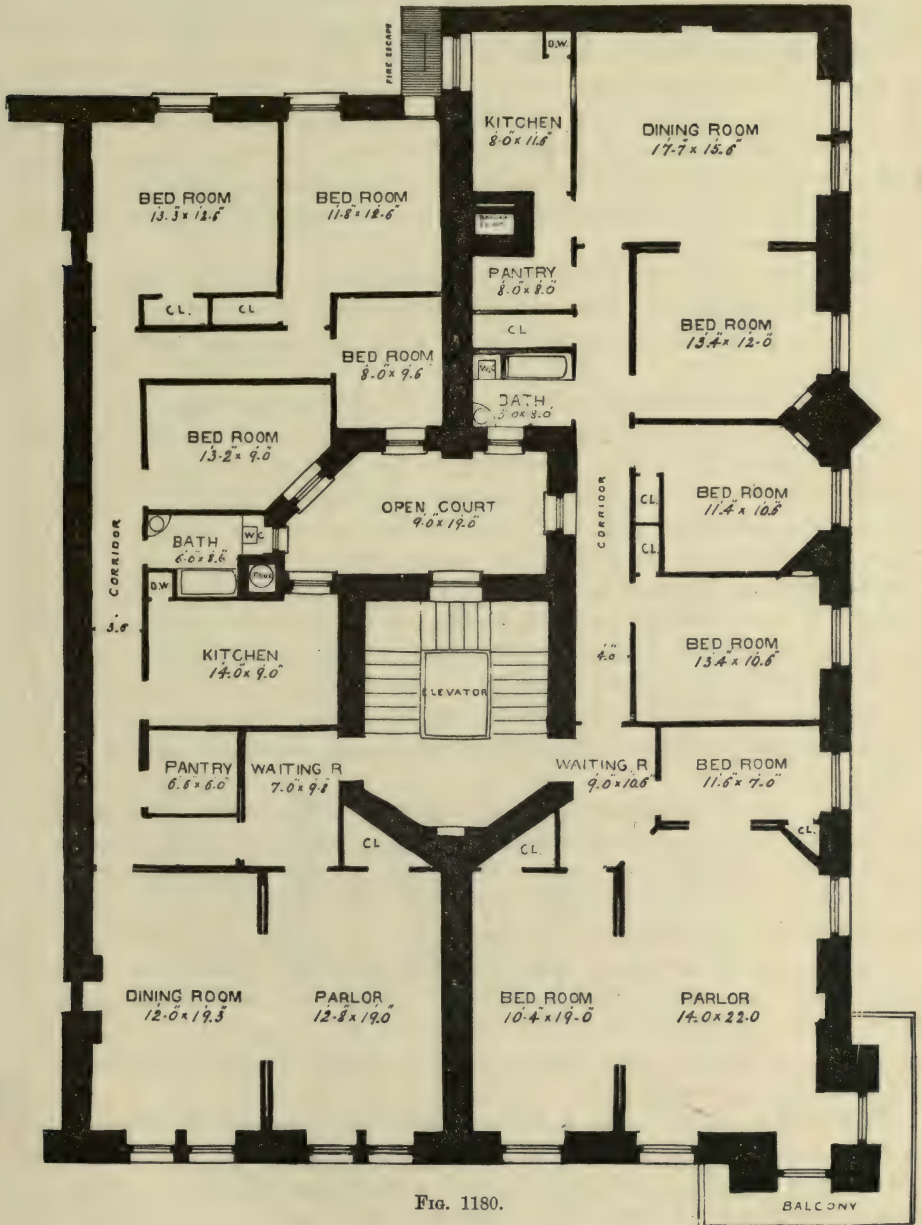 FIRE ESCAPE
D.W.
KITCHEN
8.0 x 11.6
DINING ROOM
17.7 x 15.6
BED ROOM
13.3 x 12.6
BED ROOM
11.8 x 12.6
PANTRY
8.0 x 8.0
CL.
CL
CL
BED ROOM
13.4 x 12.0
BED ROOM
8.0 x 9.6
W.C
BATH
BED ROOM
13.2 x 9.0
OPEN COURT
9.0 x 19.0
CORRIDOR
CL.
CL.
BED ROOM
11.4 x 10.6
CORRIDOR
3.6
BATH
6.0 x 8.6
W.C
D.W
KITCHEN
14.0 x 9.0
ELEVATOR
4.0
BED ROOM
13.4 x 10.6
PANTRY
6.6 x 6.0
WAITING R
7.0 x 9.8
WAITING R
9.0 x 10.6
BED ROOM
11.6 x 7.0
CL.
CL.
CL.
DINING ROOM
12.0 x 19.3
PARLOR
12.8 x 19.0
BED ROOM
10.4 x 19.0
PARLOR
14.0 x 22.0
BALCONY
FIG. 1180.